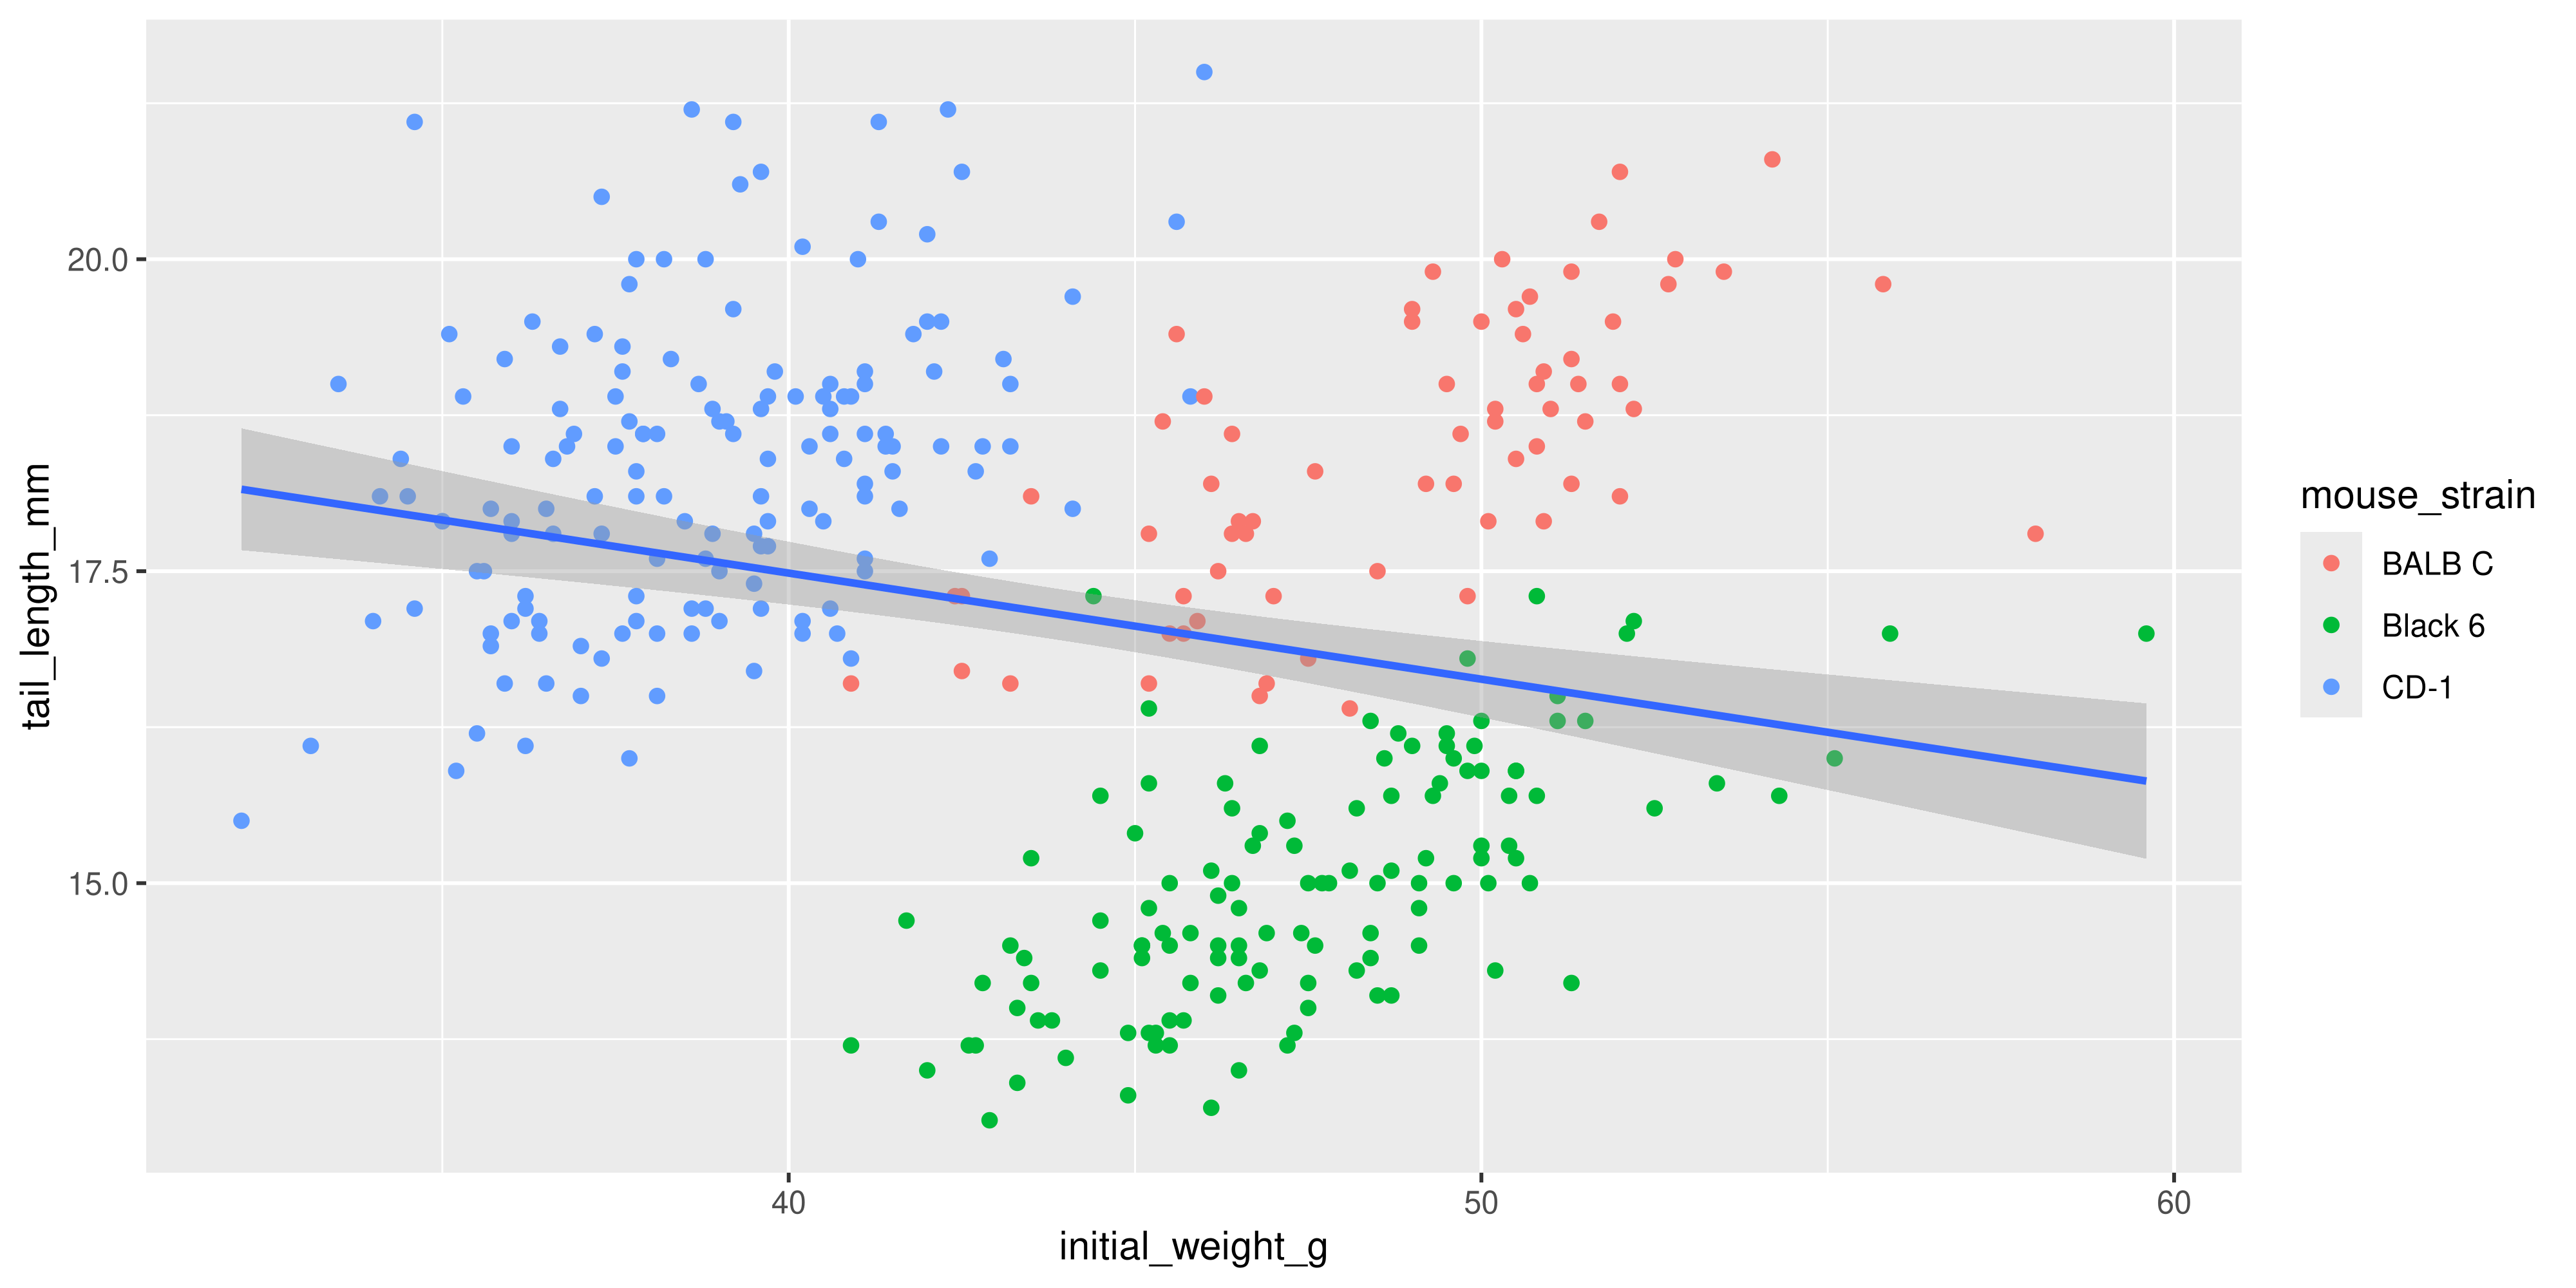 tail_length_mm
20.0
17.5
15.0
40
50
60
initial_weight_g
mouse_strain
BALB C
Black 6
CD-1